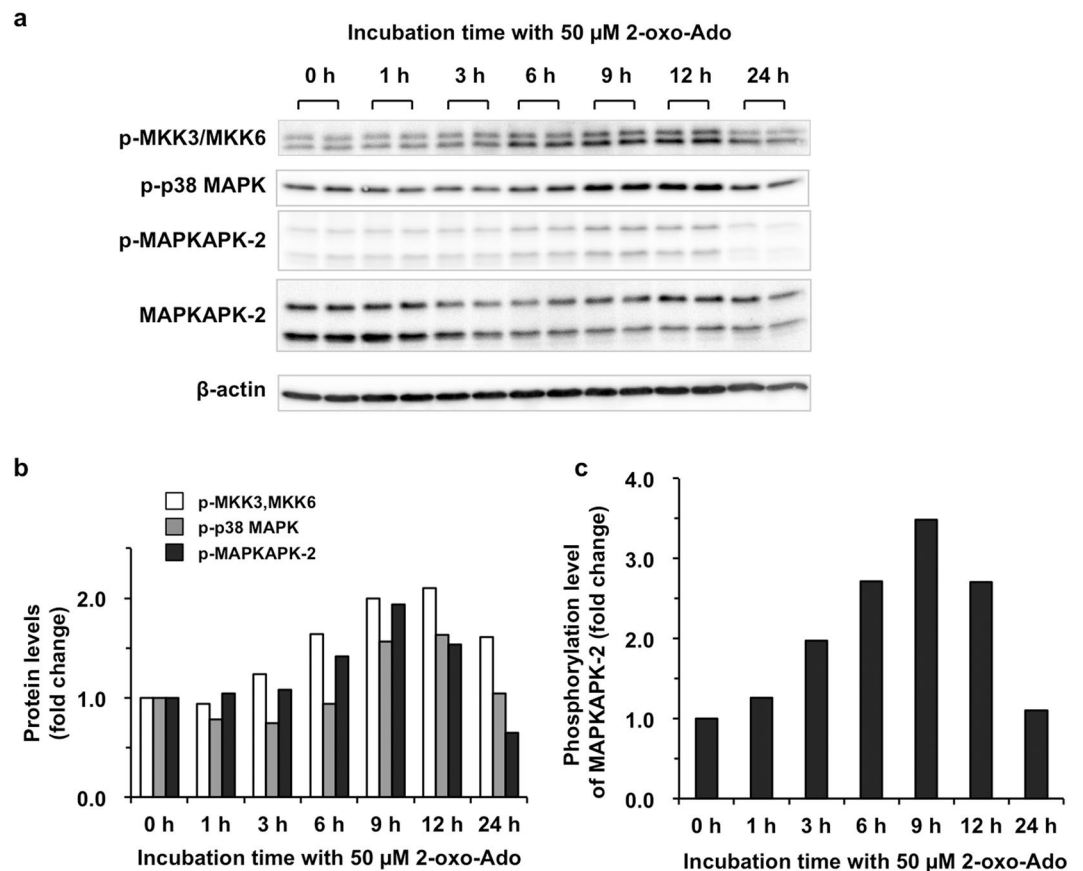 a
Incubation time with 50 µM 2-oxo-Ado
0 h 1 h 3 h 6 h 9 h 12 h 24 h
p-MKK3/MKK6
p-p38 MAPK
p-MAPKAPK-2
MAPKAPK-2
β-actin
b
p-MKK3,MKK6
p-p38 MAPK
p-MAPKAPK-2
Protein levels
(fold change)
2.0
1.0
0.0
0 h 1 h 3 h 6 h 9 h 12 h 24 h
Incubation time with 50 µM 2-oxo-Ado
c
Phosphorylation level
of MAPKAPK-2 (fold change)
4.0
3.0
2.0
1.0
0.0
0 h 1 h 3 h 6 h 9 h 12 h 24 h
Incubation time with 50 µM 2-oxo-Ado